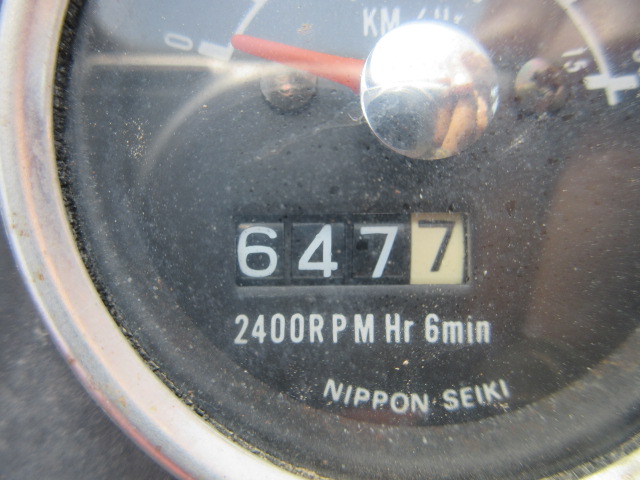 KM / Hr
0
15
6477
2400RPM Hr 6min
NIPPON SEIKI